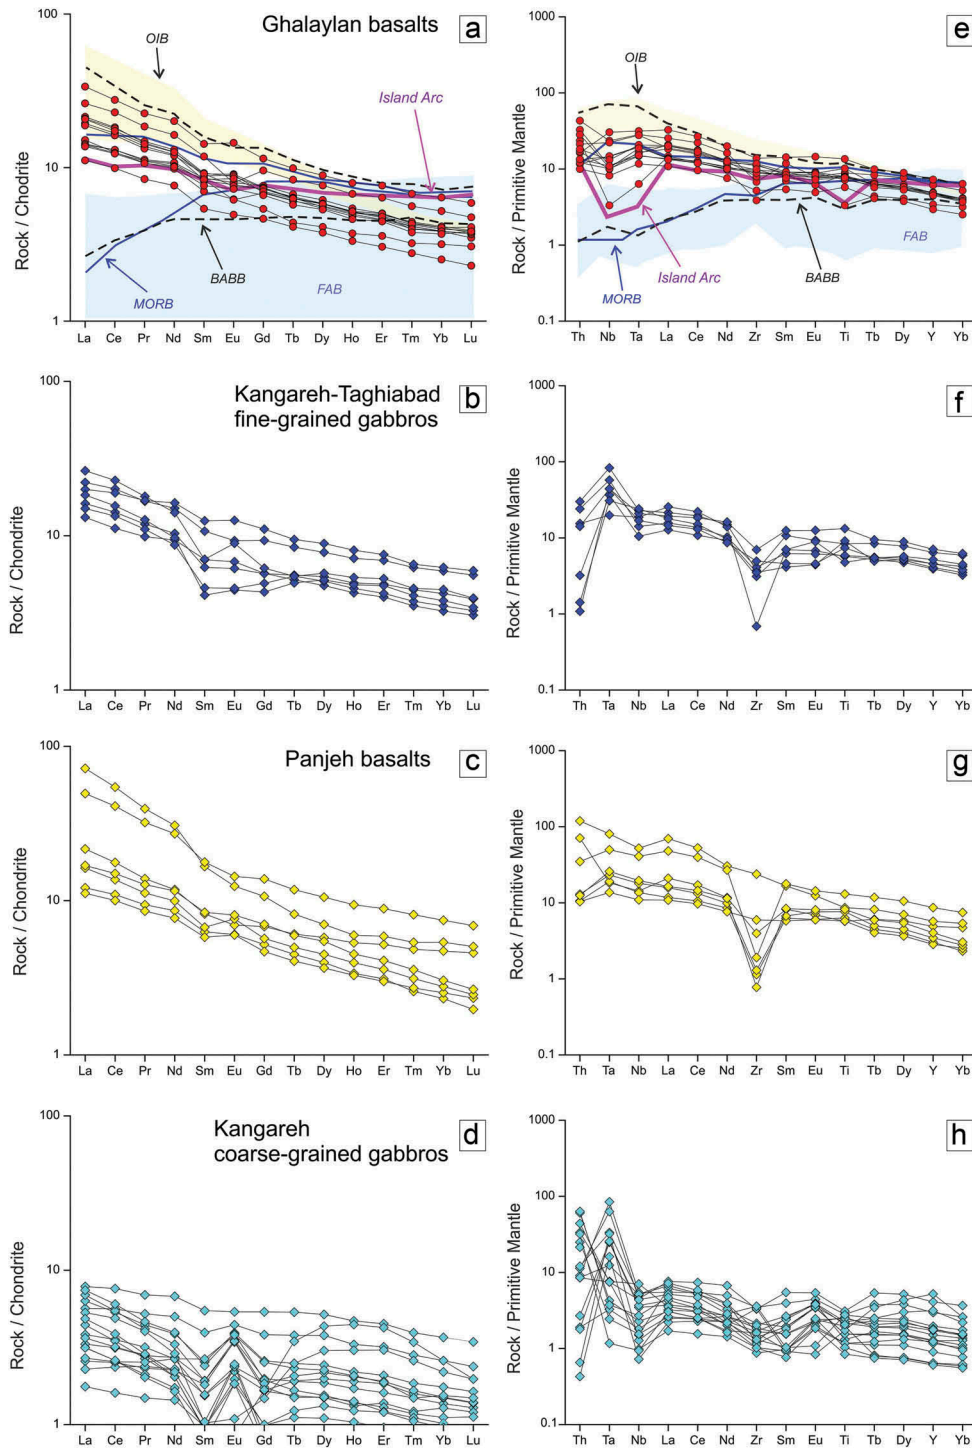 Ghalaylan basalts
a
100
10
1
Rock / Chodrite
OIB
Island Arc
BABB
MORB
FAB
La Ce Pr Nd Sm Eu Gd Tb Dy Ho Er Tm Yb Lu
e
1000
100
10
1
0.1
Rock / Primitive Mantle
OIB
FAB
Island Arc
MORB
BABB
Th Nb Ta La Ce Nd Zr Sm Eu Ti Tb Dy Y Yb
Kangareh-Taghiabad
fine-grained gabbros
b
100
10
1
Rock / Chondrite
La Ce Pr Nd Sm Eu Gd Tb Dy Ho Er Tm Yb Lu
f
1000
100
10
1
0.1
Rock / Primitive Mantle
Th Ta Nb La Ce Nd Zr Sm Eu Ti Tb Dy Y Yb
Panjeh basalts
c
100
10
1
Rock / Chondrite
La Ce Pr Nd Sm Eu Gd Tb Dy Ho Er Tm Yb Lu
g
1000
100
10
1
0.1
Rock / Primitive Mantle
Th Ta Nb La Ce Nd Zr Sm Eu Ti Tb Dy Y Yb
Kangareh
coarse-grained gabbros
d
100
10
1
Rock / Chondrite
La Ce Pr Nd Sm Eu Gd Tb Dy Ho Er Tm Yb Lu
h
1000
100
10
1
0.1
Rock / Primitive Mantle
Th Ta Nb La Ce Nd Zr Sm Eu Ti Tb Dy Y Yb